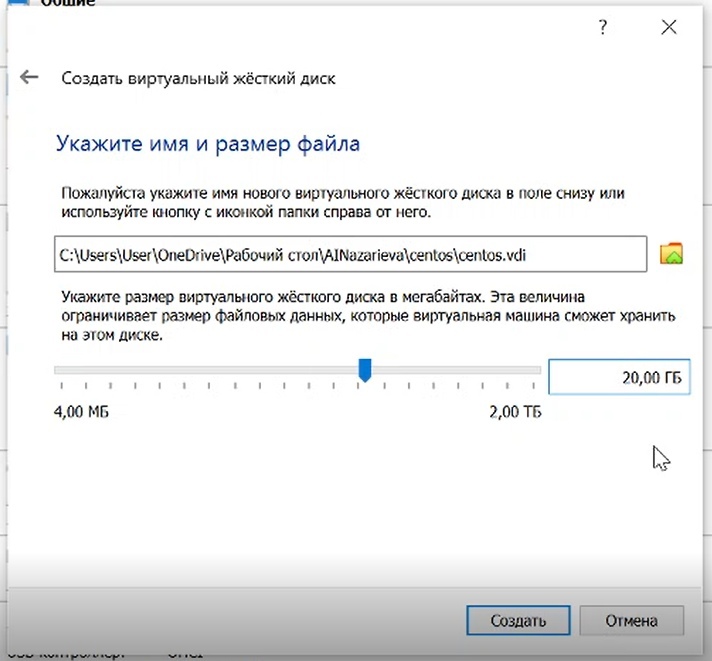 Общие
?
Создать виртуальный жёсткий диск
Укажите имя и размер файла
Пожалуйста укажите имя нового виртуального жёсткого диска в поле снизу или
используйте кнопку с иконкой папки справа от него.
C:\Users\User\OneDrive\Рабочий стол\AINazarieva\centos\centos.vdi
Укажите размер виртуального жёсткого диска в мегабайтах. Эта величина
ограничивает размер файловых данных, которые виртуальная машина сможет хранить
на этом диске.
20,00 ГБ
4,00 МБ 2,00 ТБ
Создать Отмена
USB контроллер: OHCI